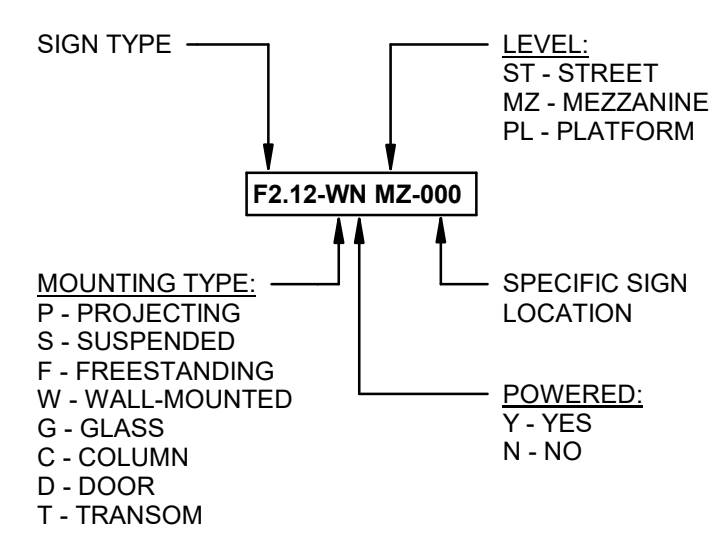 SIGN TYPE
LEVEL:
ST - STREET
MZ - MEZZANINE
PL - PLATFORM
F2.12-WN MZ-000
MOUNTING TYPE:
P - PROJECTING
S - SUSPENDED
F - FREESTANDING
W - WALL-MOUNTED
G - GLASS
C - COLUMN
D - DOOR
T - TRANSOM
SPECIFIC SIGN
LOCATION
POWERED:
Y - YES
N - NO